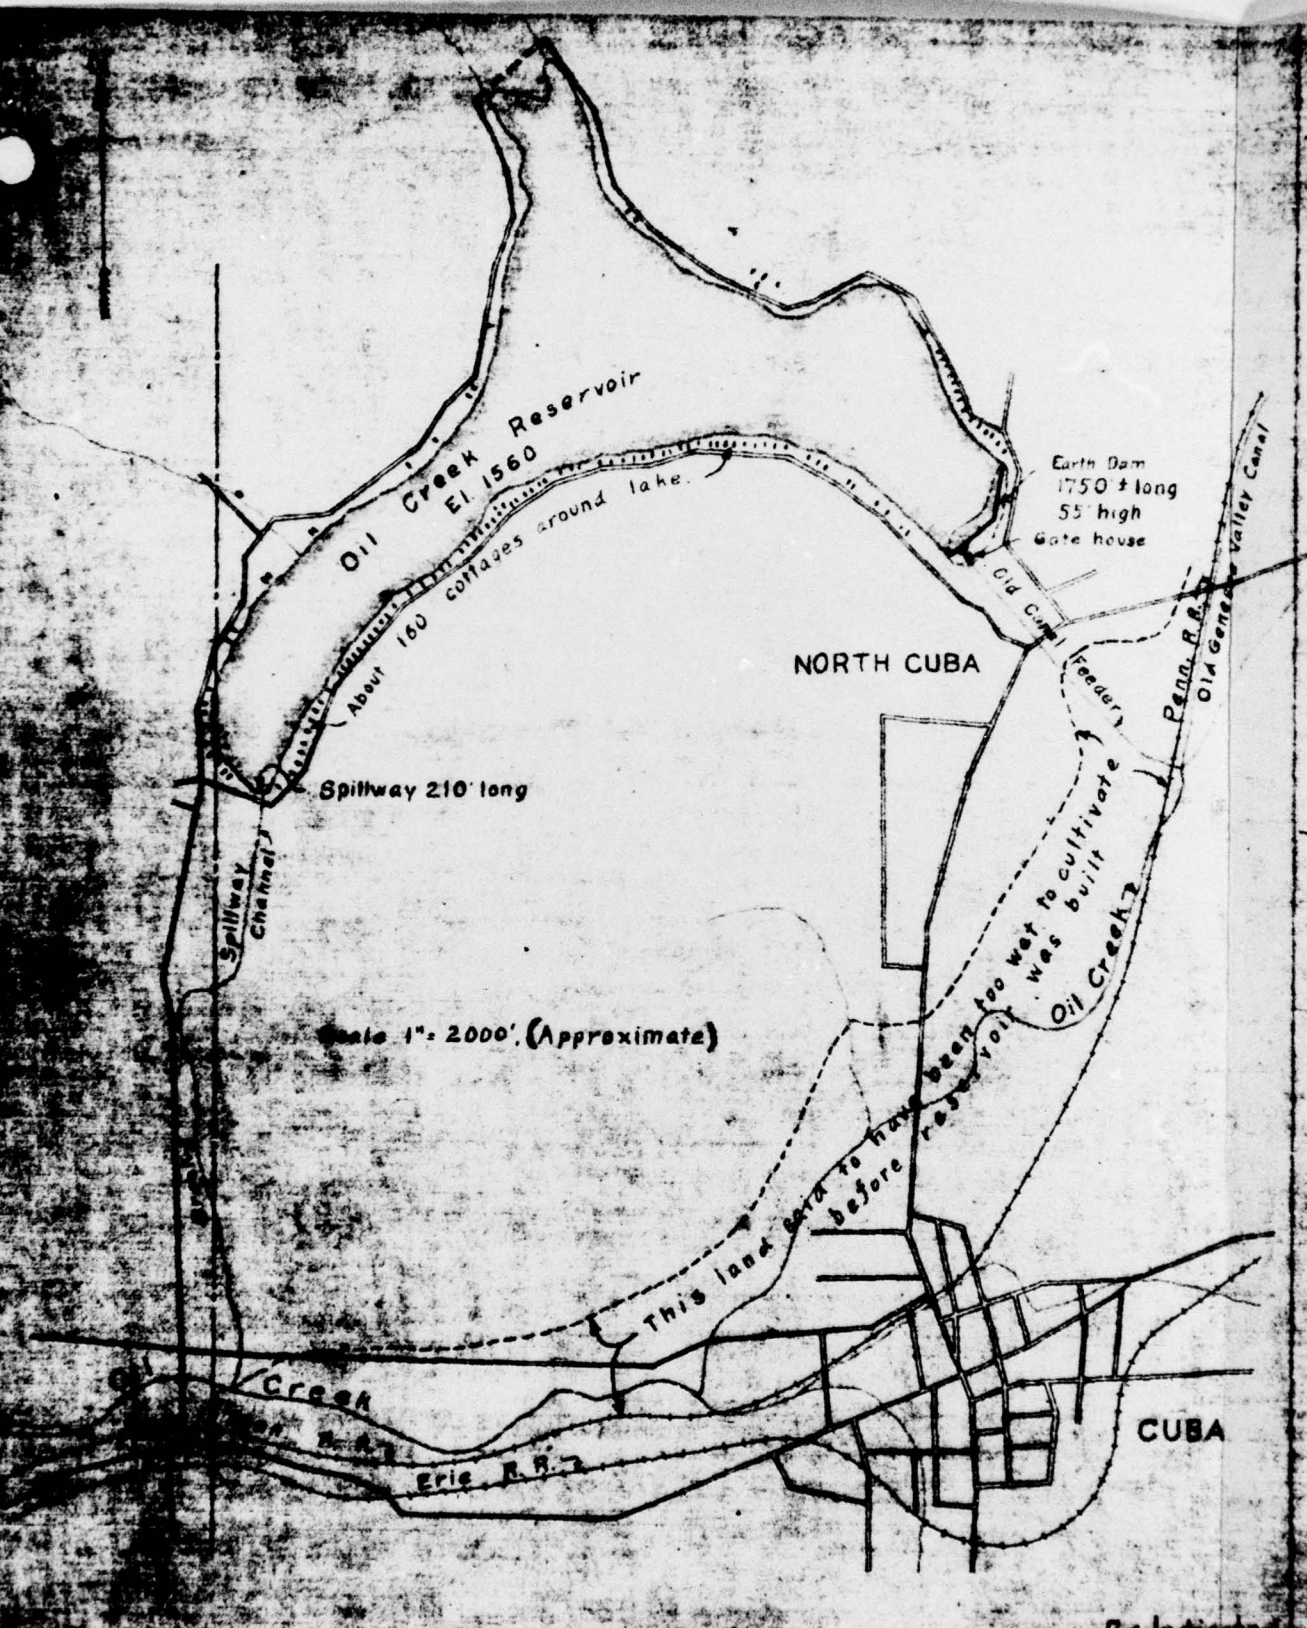 Oil Creek Reservoir
El. 1560
About 160 cottages around lake.
Earth Dam
1750'± long
55' high
Gate house
Old Canal Feeder
NORTH CUBA
Penn. R.R.
Old Genesee Valley Canal
Spillway 210' long
Spillway
Channel
Scale 1"= 2000'. (Approximate)
This land said to have been too wet to cultivate
before reservoir was built
Oil Creek
Oil Creek
R. R.
Erie R.R.
CUBA